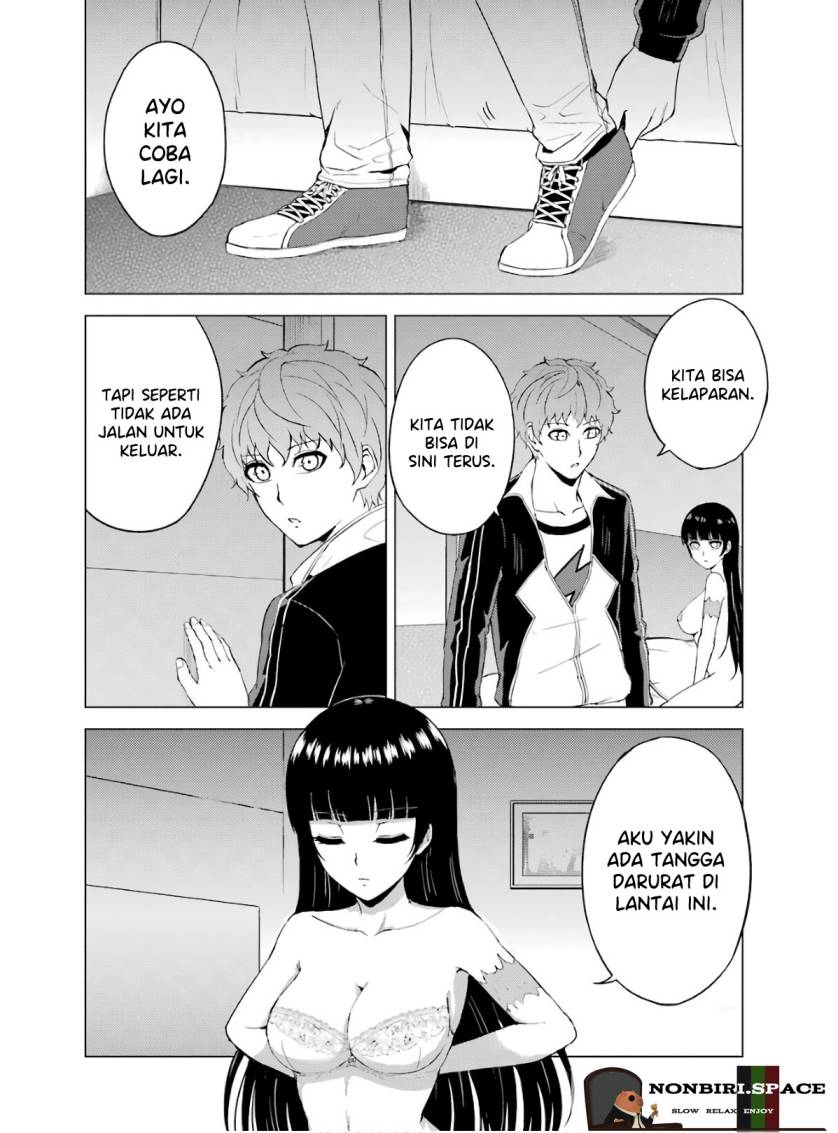 AYO
KITA
COBA
LAGI.
KITA BISA
KELAPARAN.
KITA TIDAK
BISA DI
SINI TERUS.
TAPI SEPERTI
TIDAK ADA
JALAN UNTUK
KELUAR.
AKU YAKIN
ADA TANGGA
DARURAT DI
LANTAI INI.
NONBIRI.SPACE
SLOW RELAX ENJOY